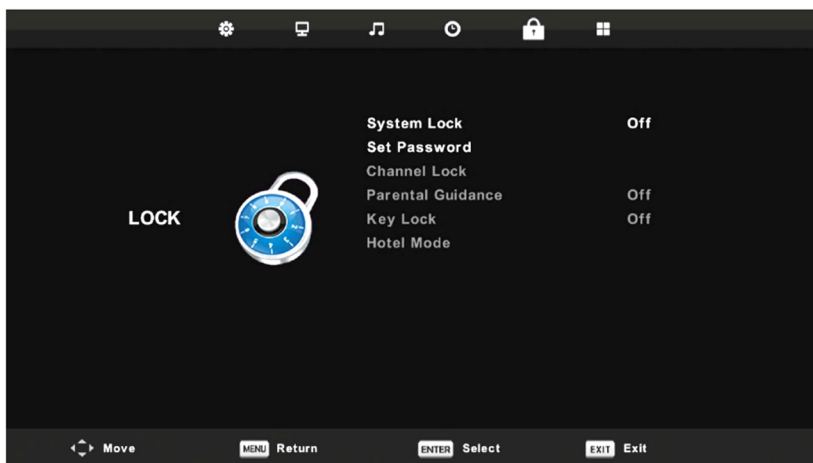 System Lock Off
Set Password
Channel Lock
Parental Guidance Off
LOCK
Key Lock Off
Hotel Mode
Move MENU Return ENTER Select EXIT Exit